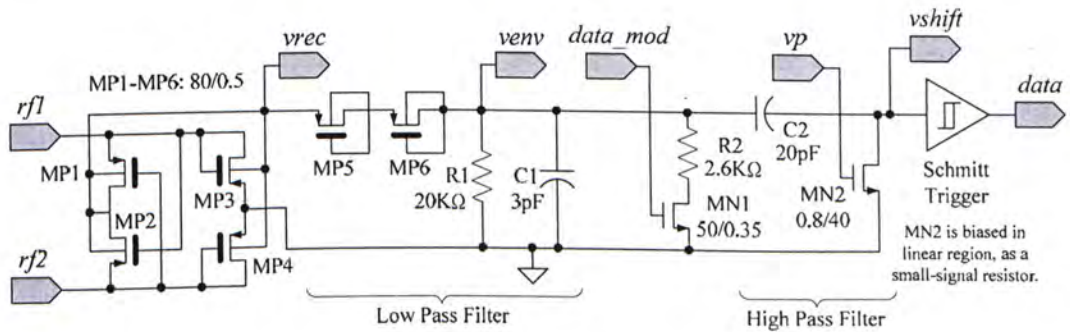 vrec
venv
data_mod
vp
vshift
MP1-MP6: 80/0.5
rf1
data
MP5
MP6
MP1
MP3
R1
20KΩ
C1
3pF
R2
2.6KΩ
C2
20pF
Schmitt
Trigger
MP2
MN1
50/0.35
MN2
0.8/40
rf2
MP4
MN2 is biased in
linear region, as a
small-signal resistor.
Low Pass Filter
High Pass Filter